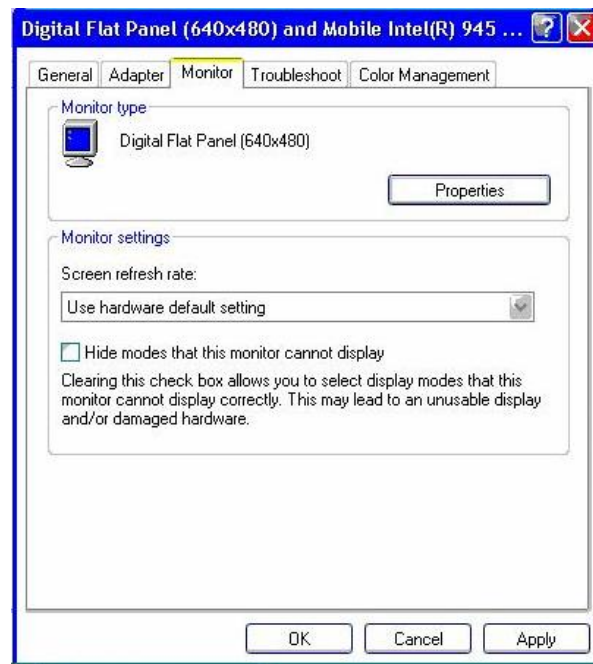 Digital Flat Panel (640x480) and Mobile Intel(R) 945 ...
General Adapter Monitor Troubleshoot Color Management
Monitor type
Digital Flat Panel (640x480)
Properties
Monitor settings
Screen refresh rate:
Use hardware default setting
Hide modes that this monitor cannot display
Clearing this check box allows you to select display modes that this
monitor cannot display correctly. This may lead to an unusable display
and/or damaged hardware.
OK Cancel Apply